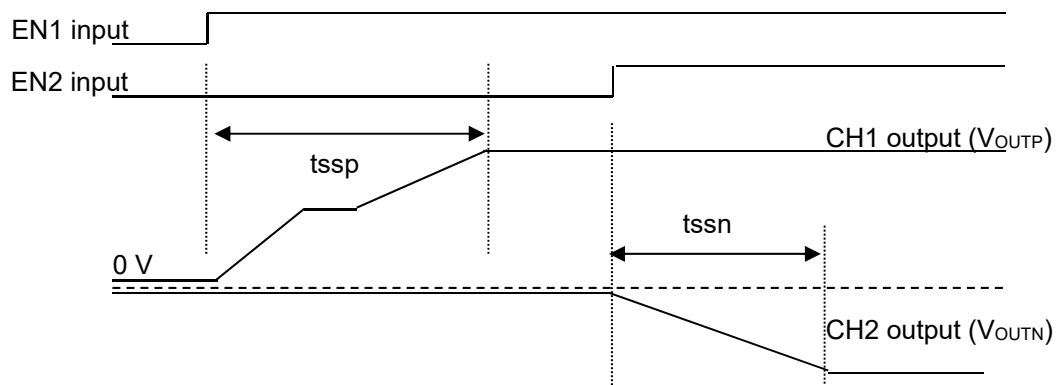 EN1 input
EN2 input
CH1 output (VOUTP)
tssp
tssn
0 V
CH2 output (VOUTN)